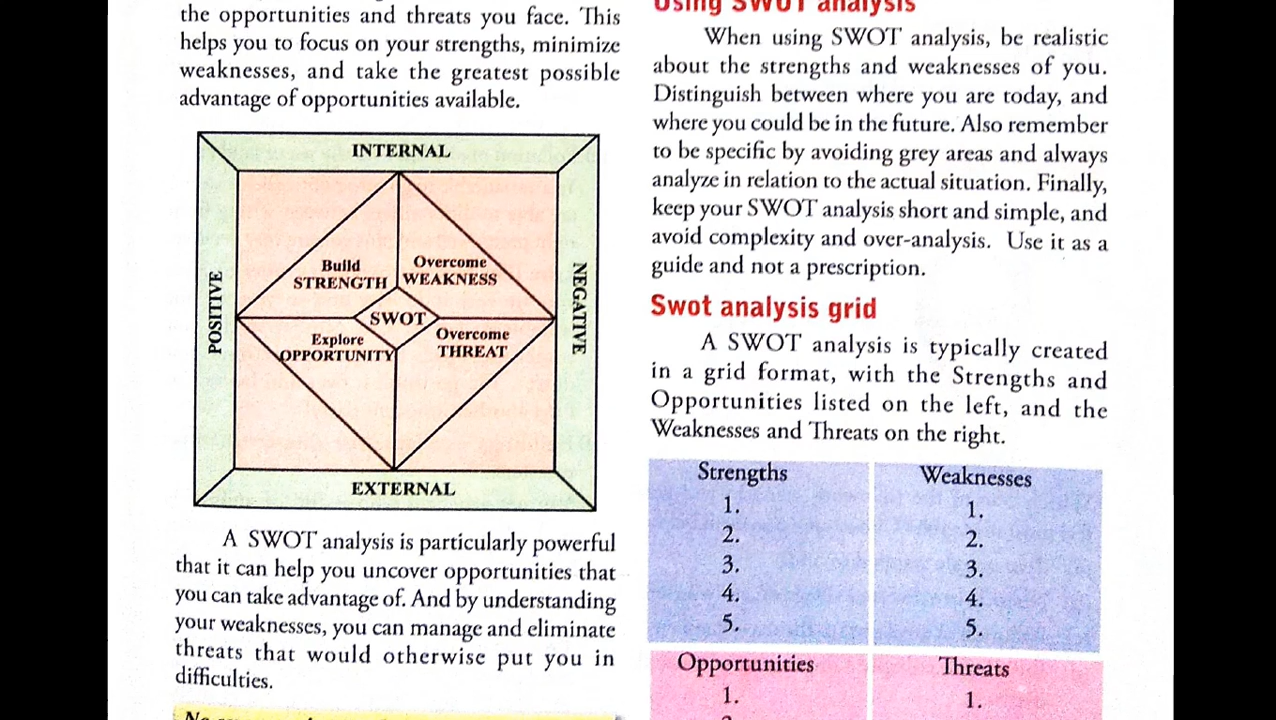 the opportunities and threats you face. This
helps you to focus on your strengths, minimize
weaknesses, and take the greatest possible
advantage of opportunities available.
INTERNAL
POSITIVE
NEGATIVE
Build
STRENGTH
Overcome
WEAKNESS
SWOT
Explore
OPPORTUNITY
Overcome
THREAT
EXTERNAL
A SWOT analysis is particularly powerful
that it can help you uncover opportunities that
you can take advantage of. And by understanding
your weaknesses, you can manage and eliminate
threats that would otherwise put you in
difficulties.
Using SWOT analysis
When using SWOT analysis, be realistic
about the strengths and weaknesses of you.
Distinguish between where you are today, and
where you could be in the future. Also remember
to be specific by avoiding grey areas and always
analyze in relation to the actual situation. Finally,
keep your SWOT analysis short and simple, and
avoid complexity and over-analysis. Use it as a
guide and not a prescription.
Swot analysis grid
A SWOT analysis is typically created
in a grid format, with the Strengths and
Opportunities listed on the left, and the
Weaknesses and Threats on the right.
Strengths
1.
2.
3.
4.
5.
Weaknesses
1.
2.
3.
4.
5.
Opportunities
1.
Threats
1.